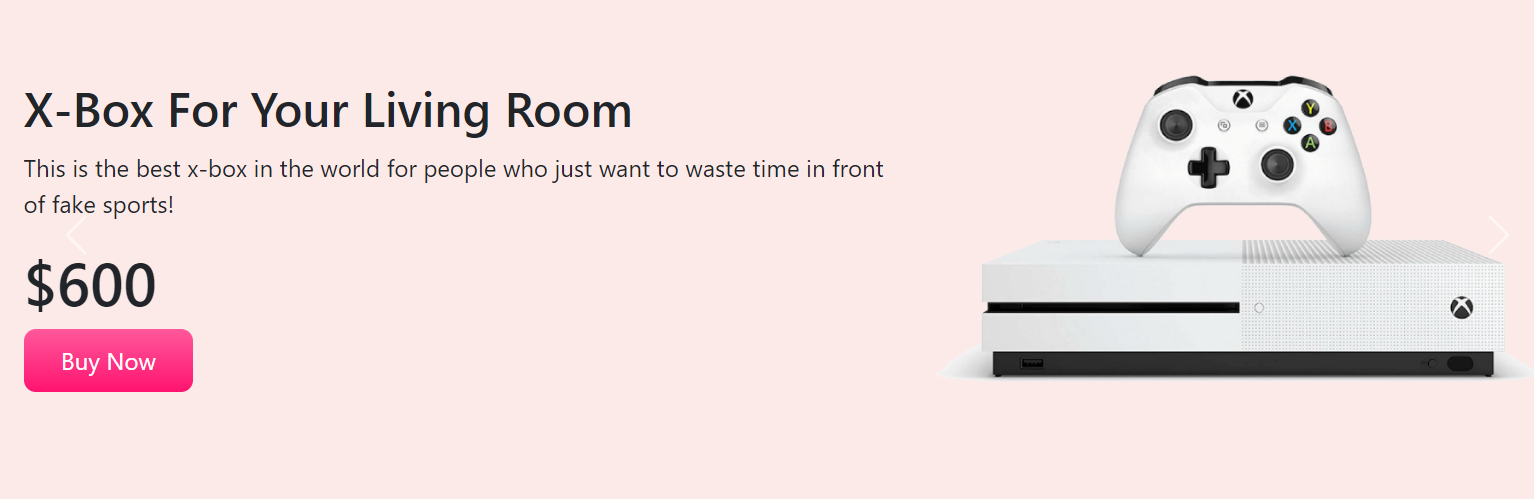 X-Box For Your Living Room
This is the best x-box in the world for people who just want to waste time in front
of fake sports!
$600
Buy Now
Y
X
B
A